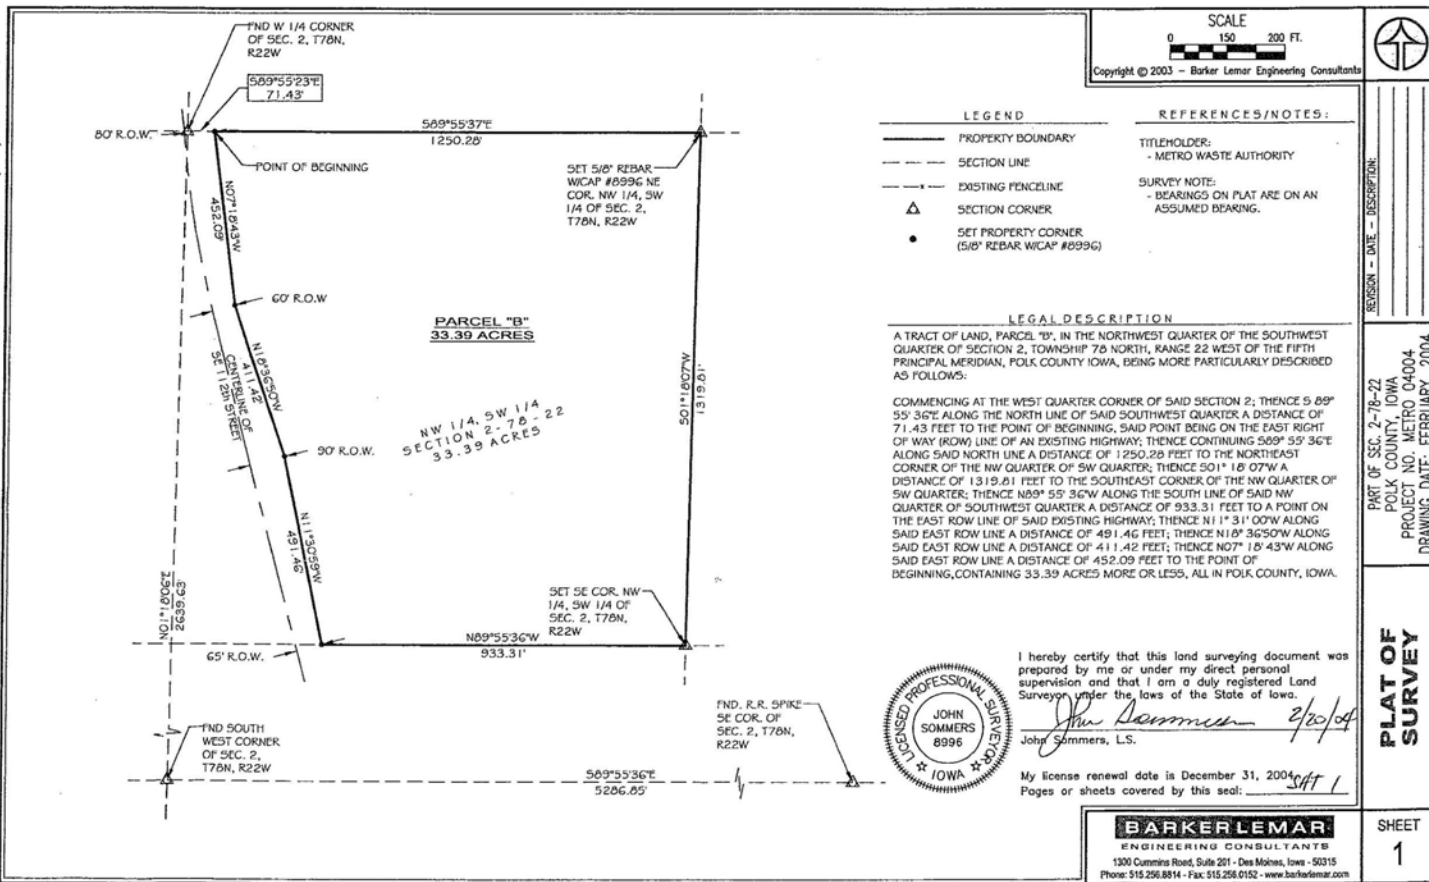 FND W 1/4 CORNER
OF SEC. 2, T78N,
R22W
S89°55'23"E
71.43'
80' R.O.W.
S89°55'37"E
1250.28'
POINT OF BEGINNING
SET 5/8" REBAR
W/CAP #8996 NE
COR. NW 1/4, SW
1/4 OF SEC. 2,
T78N, R22W
N07°18'43"W
452.09'
60' R.O.W
PARCEL "B"
33.39 ACRES
N18°36'50"W
411.42'
CENTERLINE OF
SE 112th STREET
NW 1/4, SW 1/4
SECTION 2-78-22
33.39 ACRES
90' R.O.W.
S01°18'07"W
1319.81'
N11°30'59"W
491.46'
N01°18'09"E
2639.63'
SET SE COR. NW
1/4, SW 1/4 OF
SEC. 2, T78N,
R22W
65' R.O.W.
N89°55'36"W
933.31'
FND SOUTH
WEST CORNER
OF SEC. 2,
T78N, R22W
FND. R.R. SPIKE
SE COR. OF
SEC. 2, T78N,
R22W
S89°55'36"E
5286.85'
SCALE
0 150 200 FT.
Copyright © 2003 - Barker Lemar Engineering Consultants
LEGEND
PROPERTY BOUNDARY
SECTION LINE
EXISTING FENCELINE
SECTION CORNER
SET PROPERTY CORNER
(5/8" REBAR W/CAP #8996)
REFERENCES/NOTES:
TITLEHOLDER:
- METRO WASTE AUTHORITY
SURVEY NOTE:
- BEARINGS ON PLAT ARE ON AN
ASSUMED BEARING.
LEGAL DESCRIPTION
A TRACT OF LAND, PARCEL "B", IN THE NORTHWEST QUARTER OF THE SOUTHWEST
QUARTER OF SECTION 2, TOWNSHIP 78 NORTH, RANGE 22 WEST OF THE FIFTH
PRINCIPAL MERIDIAN, POLK COUNTY IOWA, BEING MORE PARTICULARLY DESCRIBED
AS FOLLOWS:
COMMENCING AT THE WEST QUARTER CORNER OF SAID SECTION 2; THENCE S 89°
55' 36"E ALONG THE NORTH LINE OF SAID SOUTHWEST QUARTER A DISTANCE OF
71.43 FEET TO THE POINT OF BEGINNING, SAID POINT BEING ON THE EAST RIGHT
OF WAY (ROW) LINE OF AN EXISTING HIGHWAY; THENCE CONTINUING S89° 55' 36"E
ALONG SAID NORTH LINE A DISTANCE OF 1250.28 FEET TO THE NORTHEAST
CORNER OF THE NW QUARTER OF SW QUARTER; THENCE S01° 18' 07"W A
DISTANCE OF 1319.81 FEET TO THE SOUTHEAST CORNER OF THE NW QUARTER OF
SW QUARTER; THENCE N89° 55' 36"W ALONG THE SOUTH LINE OF SAID NW
QUARTER OF SOUTHWEST QUARTER A DISTANCE OF 933.31 FEET TO A POINT ON
THE EAST ROW LINE OF SAID EXISTING HIGHWAY; THENCE N11° 31' 00"W ALONG
SAID EAST ROW LINE A DISTANCE OF 491.46 FEET; THENCE N18° 36'50"W ALONG
SAID EAST ROW LINE A DISTANCE OF 411.42 FEET; THENCE N07° 18' 43"W ALONG
SAID EAST ROW LINE A DISTANCE OF 452.09 FEET TO THE POINT OF
BEGINNING, CONTAINING 33.39 ACRES MORE OR LESS, ALL IN POLK COUNTY, IOWA.
LICENSED PROFESSIONAL SURVEYOR
JOHN
SOMMERS
8996
IOWA
I hereby certify that this land surveying document was
prepared by me or under my direct personal
supervision and that I am a duly registered Land
Surveyor under the laws of the State of Iowa.
John Sommers 2/20/04
John Sommers, L.S.
My license renewal date is December 31, 2004
Pages or sheets covered by this seal: SHT 1
BARKER LEMAR
ENGINEERING CONSULTANTS
1300 Cummins Road, Suite 201 - Des Moines, Iowa - 50315
Phone: 515.256.8814 - Fax: 515.256.0152 - www.barkerlemar.com
REVISION - DATE - DESCRIPTION:
PART OF SEC. 2-78-22
POLK COUNTY, IOWA
PROJECT NO. METRO 04004
DRAWING DATE: FEBRUARY, 2004
PLAT OF
SURVEY
SHEET
1